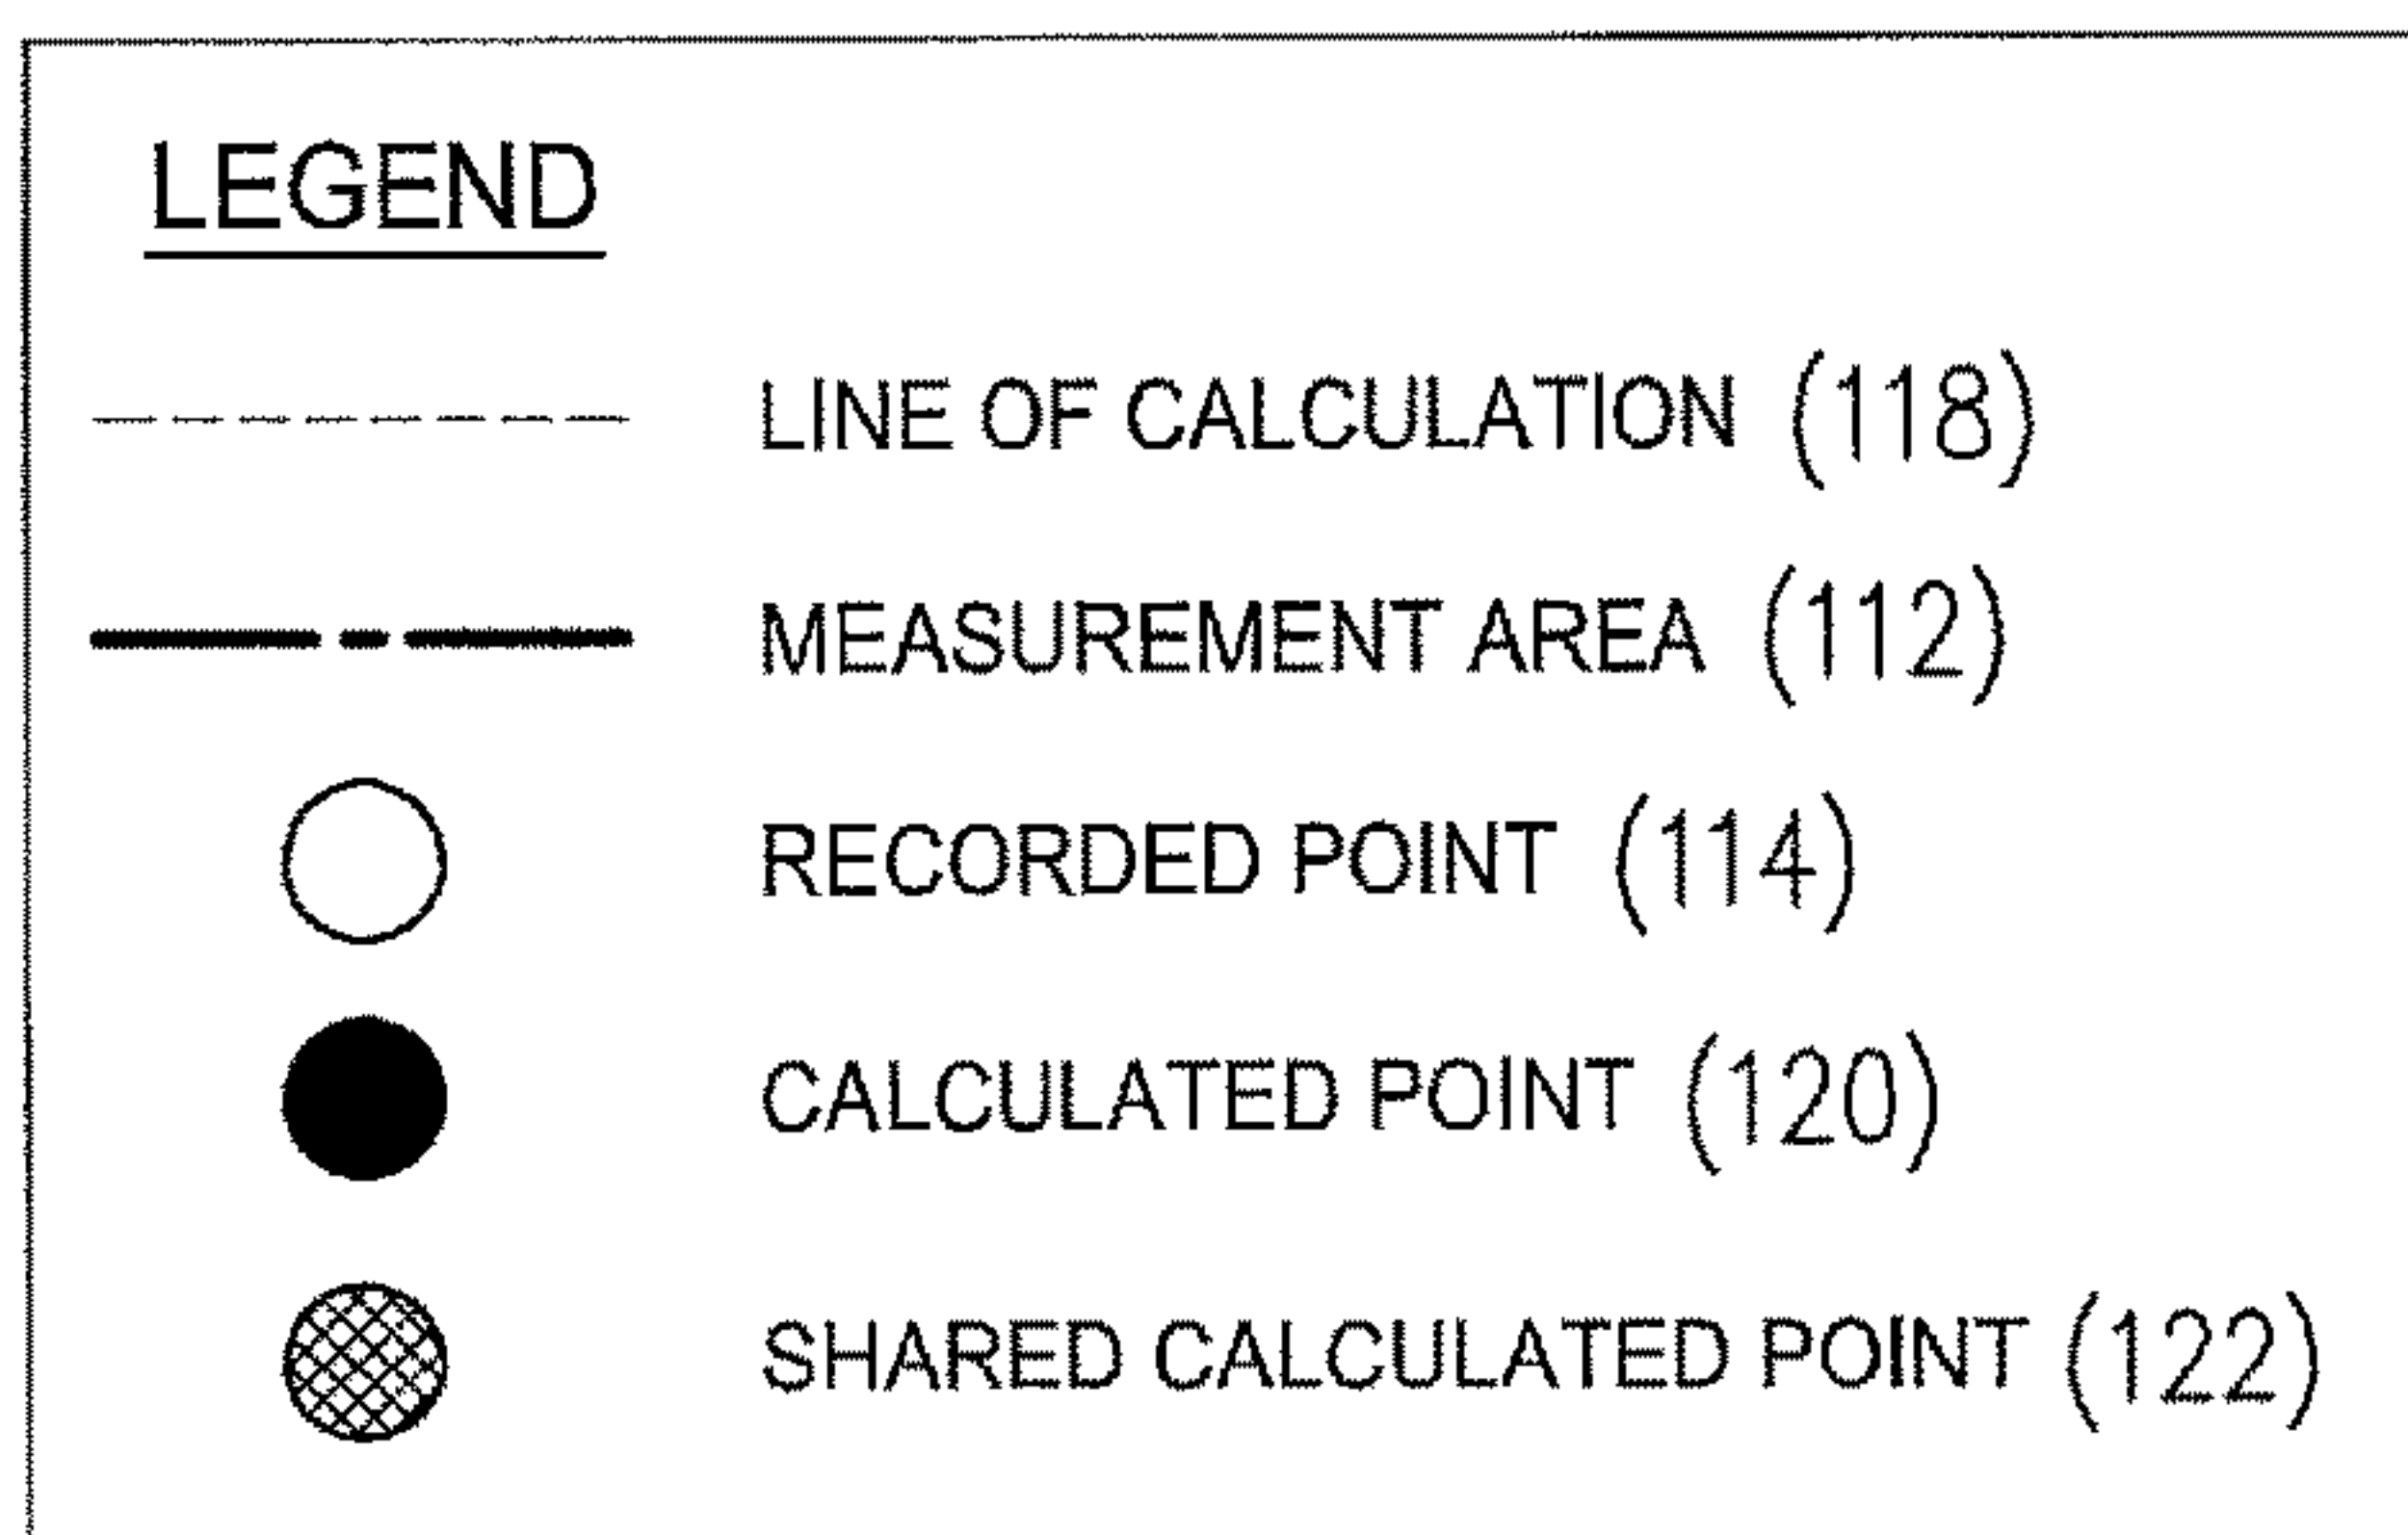 LEGEND
LINE OF CALCULATION (118)
MEASUREMENT AREA (112)
RECORDED POINT (114)
CALCULATED POINT (120)
SHARED CALCULATED POINT (122)